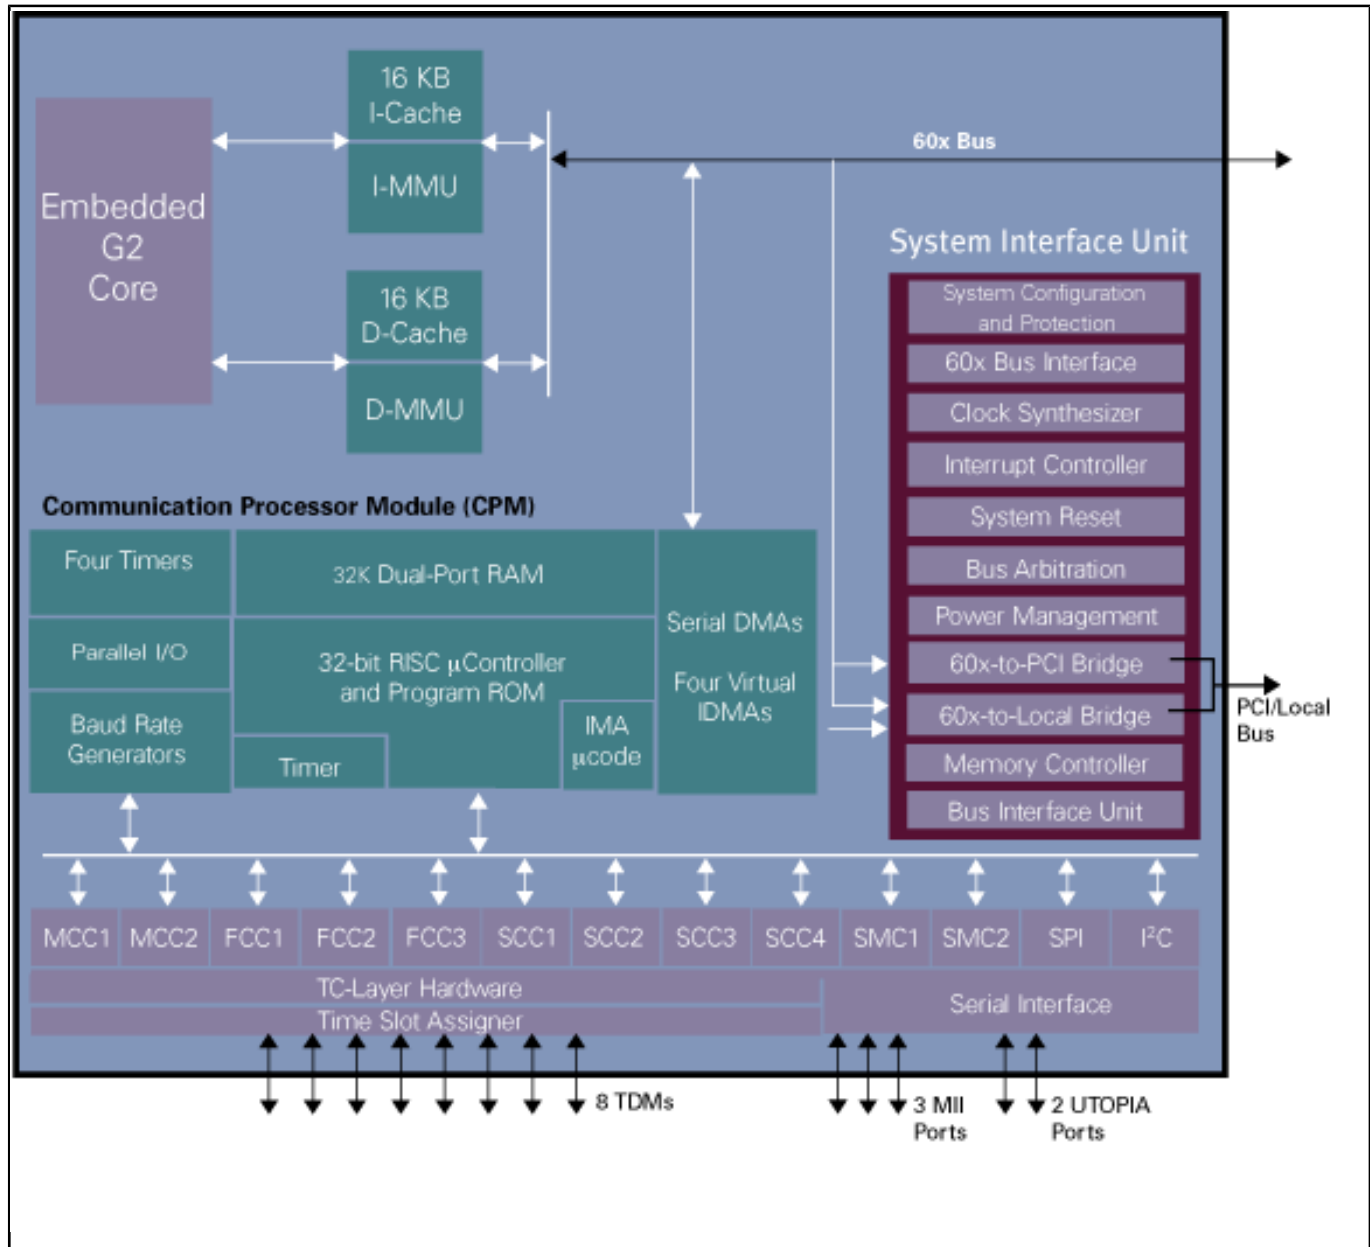 16 KB
I-Cache
I-MMU
60x Bus
Embedded
G2
Core
16 KB
D-Cache
D-MMU
System Interface Unit
System Configuration
and Protection
60x Bus Interface
Clock Synthesizer
Interrupt Controller
System Reset
Bus Arbitration
Power Management
60x-to-PCI Bridge
60x-to-Local Bridge
Memory Controller
Bus Interface Unit
PCI/Local
Bus
Communication Processor Module (CPM)
Four Timers
32K Dual-Port RAM
Parallel I/O
32-bit RISC µController
and Program ROM
Baud Rate
Generators
Timer
IMA
µcode
Serial DMAs
Four Virtual
IDMAs
MCC1 MCC2 FCC1 FCC2 FCC3 SCC1 SCC2 SCC3 SCC4 SMC1 SMC2 SPI I²C
TC-Layer Hardware
Time Slot Assigner
Serial Interface
8 TDMs
3 MII
Ports
2 UTOPIA
Ports